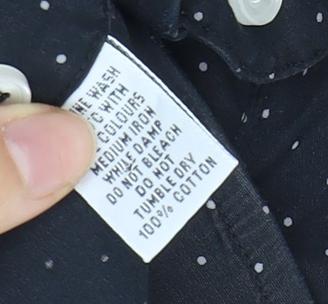 WASH
WITH
COLOURS
MEDIUM IRON
WHILE DAMP
DO NOT BLEACH
DO NOT
TUMBLE DRY
100% COTTON